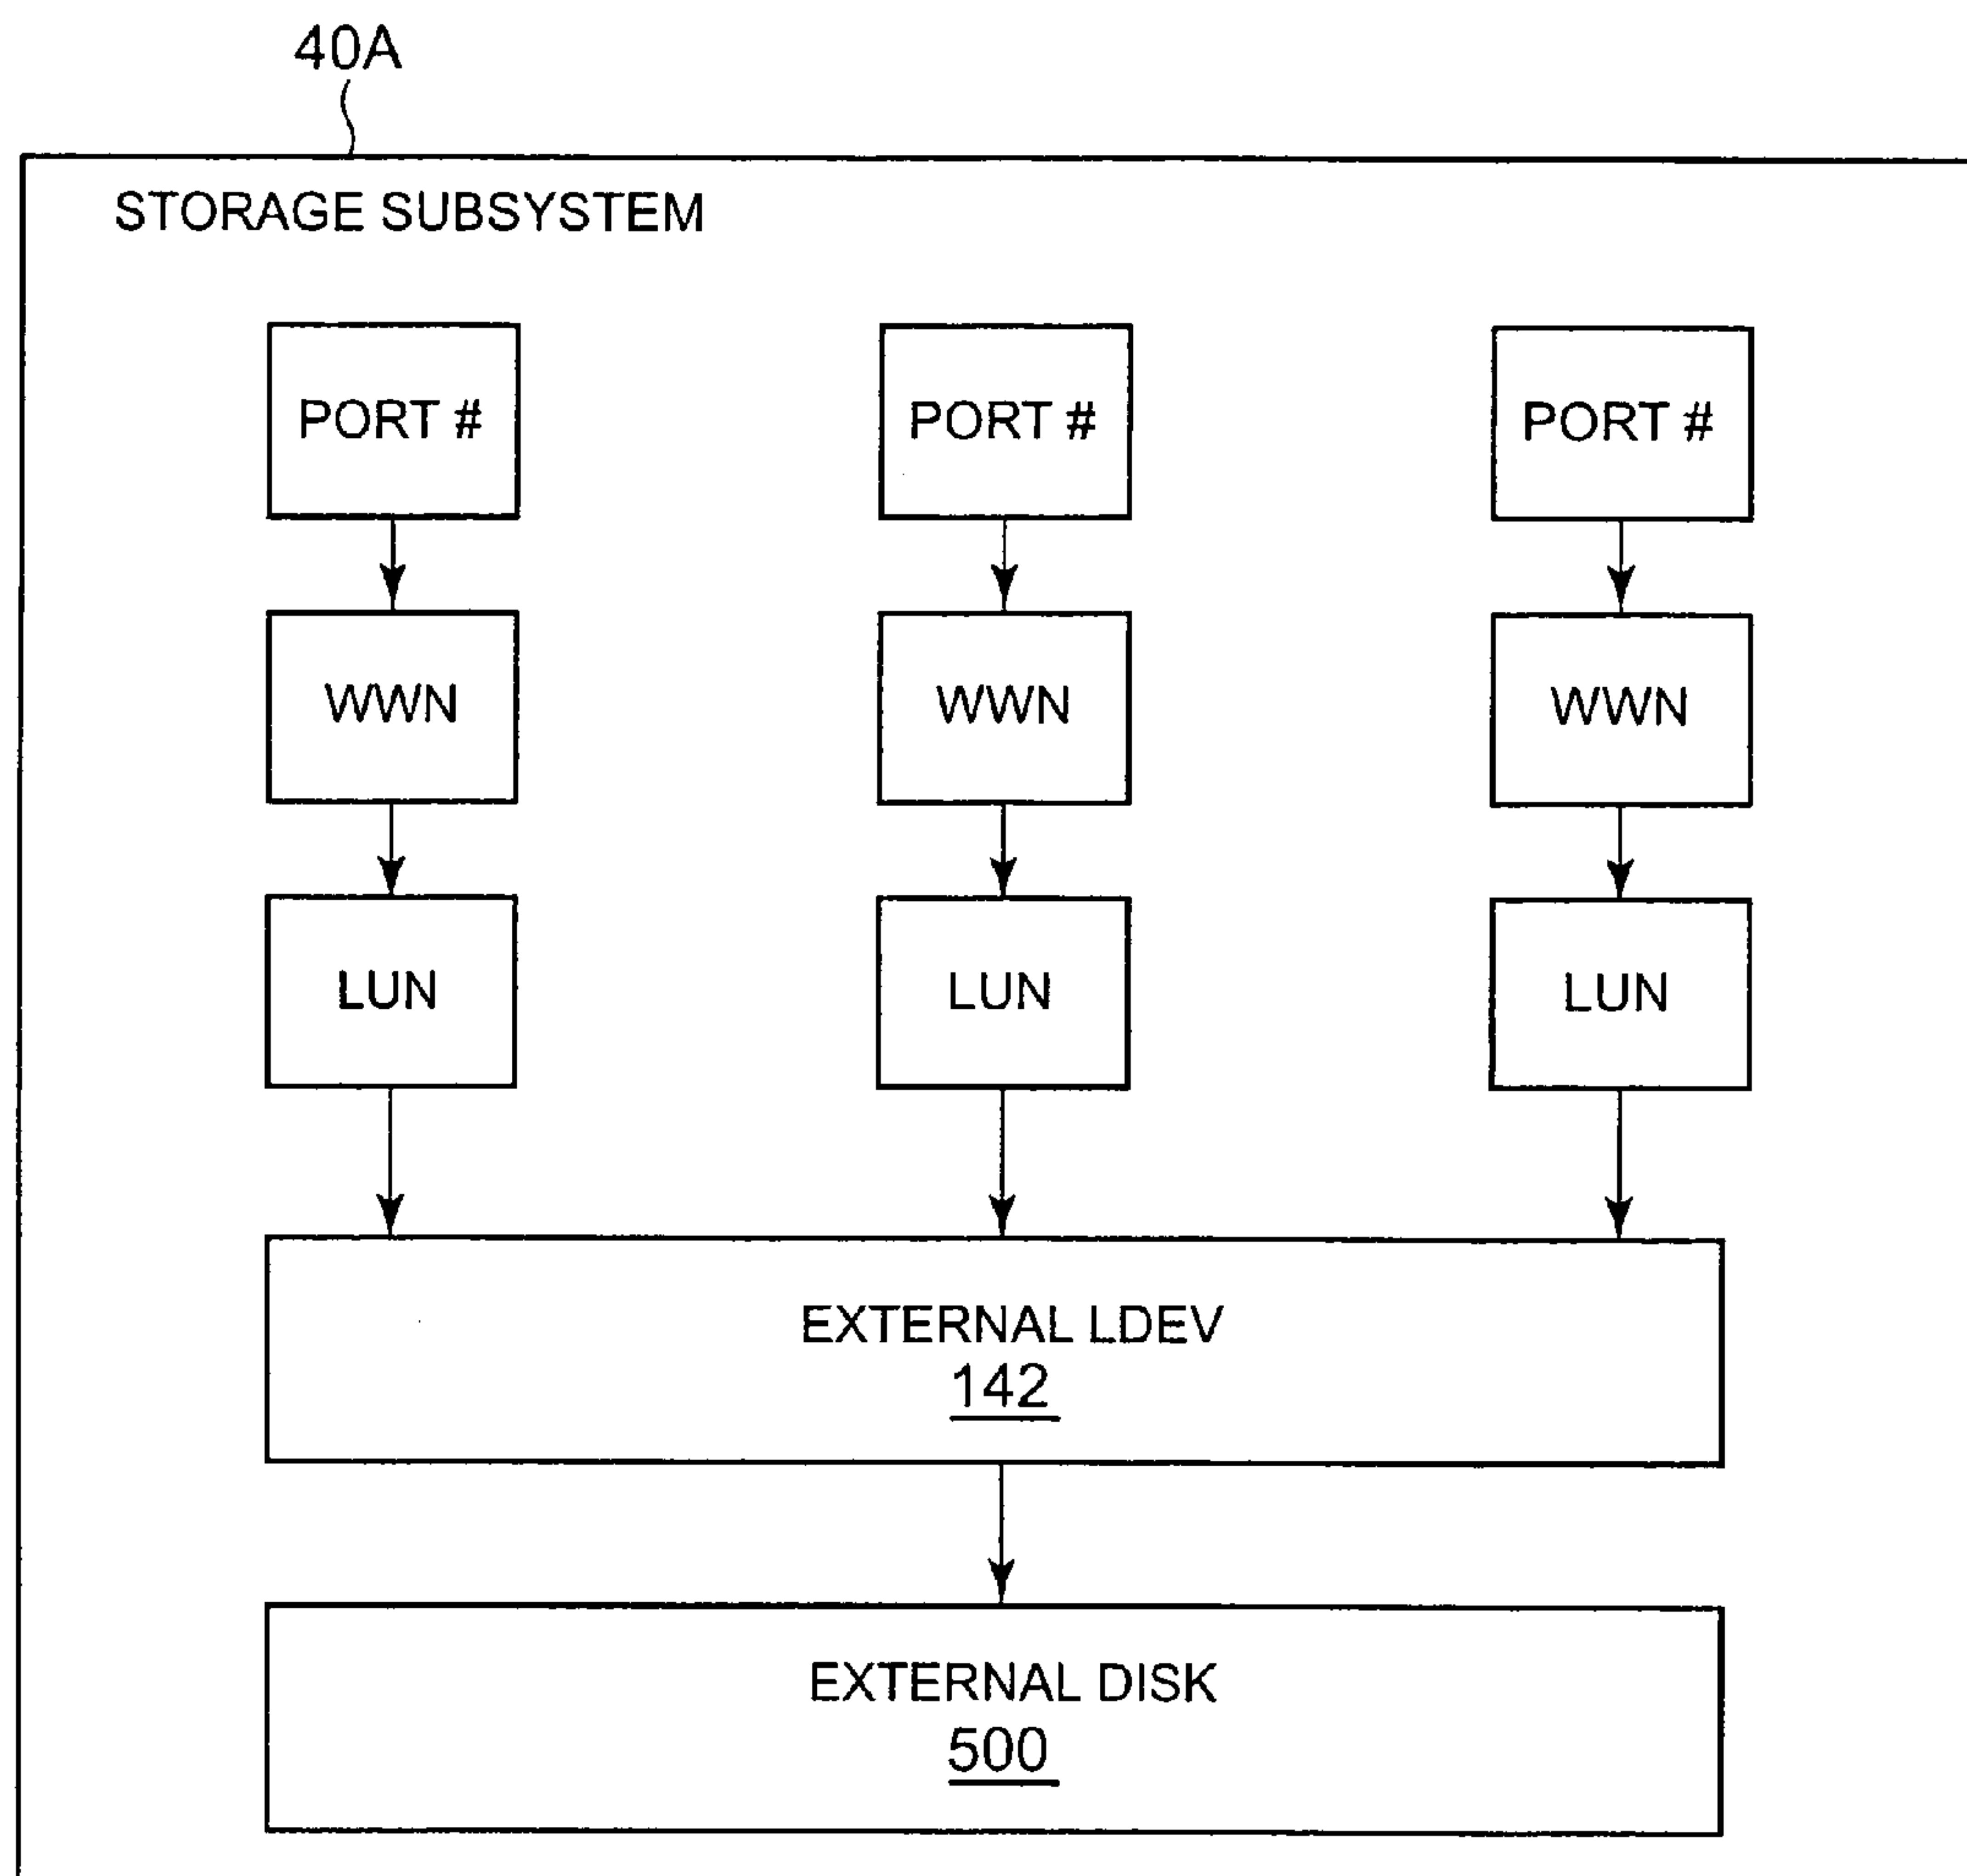 40A
STORAGE SUBSYSTEM
PORT #
PORT #
PORT #
WWN
WWN
WWN
LUN
LUN
LUN
EXTERNAL LDEV
142
EXTERNAL DISK
500